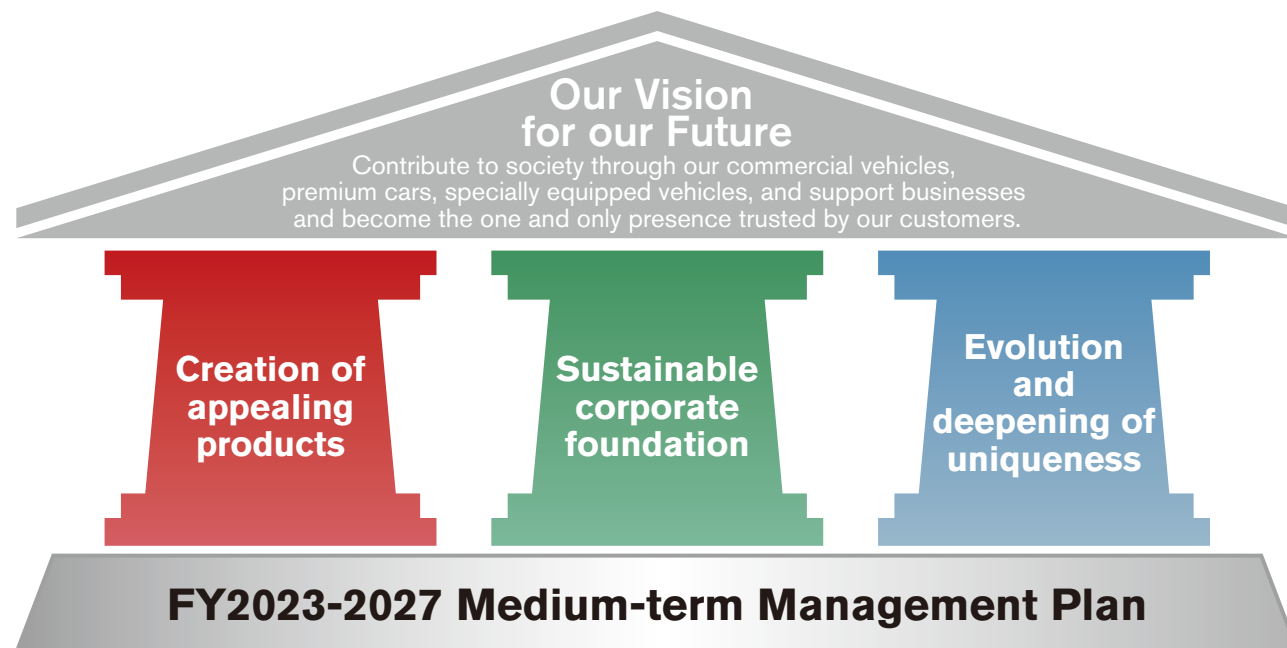 Our Vision
for our Future
Contribute to society through our commercial vehicles,
premium cars, specially equipped vehicles, and support businesses
and become the one and only presence trusted by our customers.
Creation of
appealing
products
Sustainable
corporate
foundation
Evolution
and
deepening of
uniqueness
FY2023-2027 Medium-term Management Plan